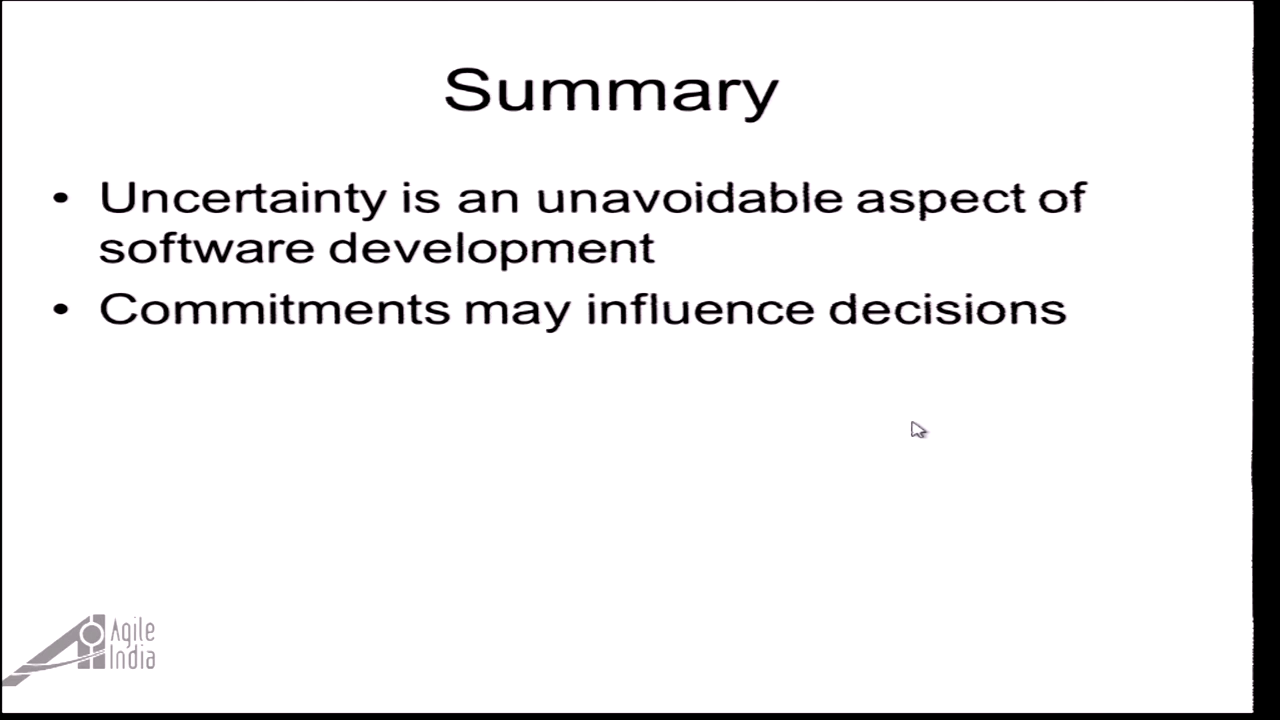 Summary
• Uncertainty is an unavoidable aspect of
software development
• Commitments may influence decisions
Agile
India